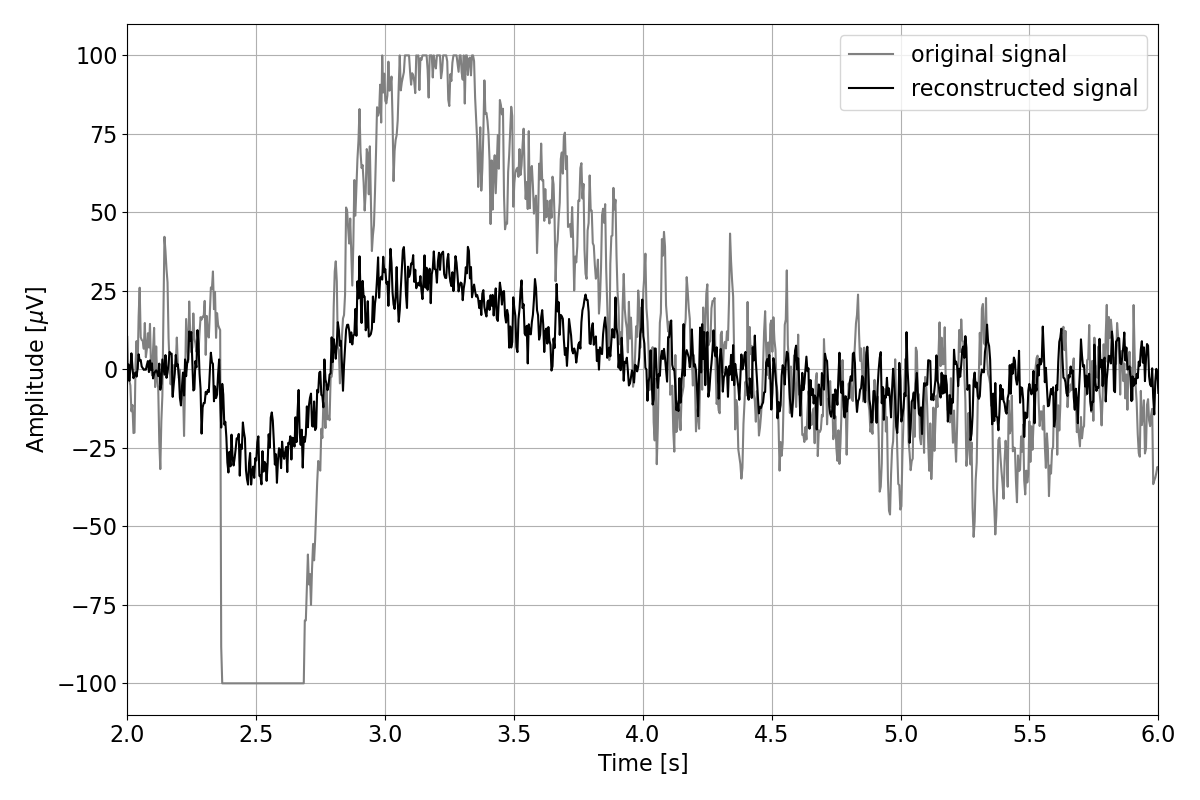 original signal
reconstructed signal
Amplitude [μV]
100
75
50
25
0
−25
−50
−75
−100
2.0 2.5 3.0 3.5 4.0 4.5 5.0 5.5 6.0
Time [s]